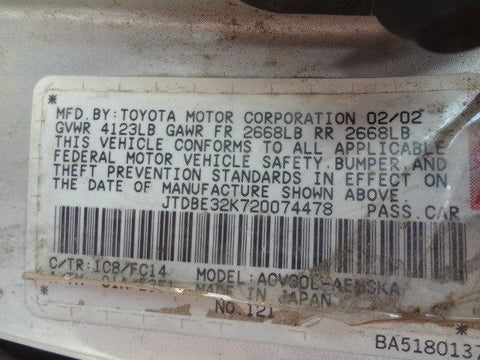 MFD.BY:TOYOTA MOTOR CORPORATION 02/02
GVWR 4123LB GAWR FR 2668LB RR 2668LB
THIS VEHICLE CONFORMS TO ALL APPLICABLE
FEDERAL MOTOR VEHICLE SAFETY,BUMPER,AND
THEFT PREVENTION STANDARDS IN EFFECT ON
THE DATE OF MANUFACTURE SHOWN ABOVE.
JTDBE32K720074478 PASS.CAR
C/TR:1C8/FC14 MODEL:ACV30L-AEMSKA
MADE IN JAPAN
NO.121
BA5180137